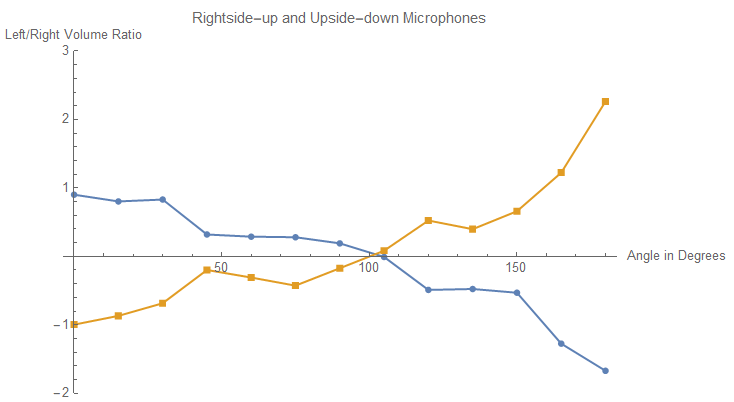 Rightside-up and Upside-down Microphones
Left/Right Volume Ratio
3
2
1
-1
-2
50
100
150
Angle in Degrees